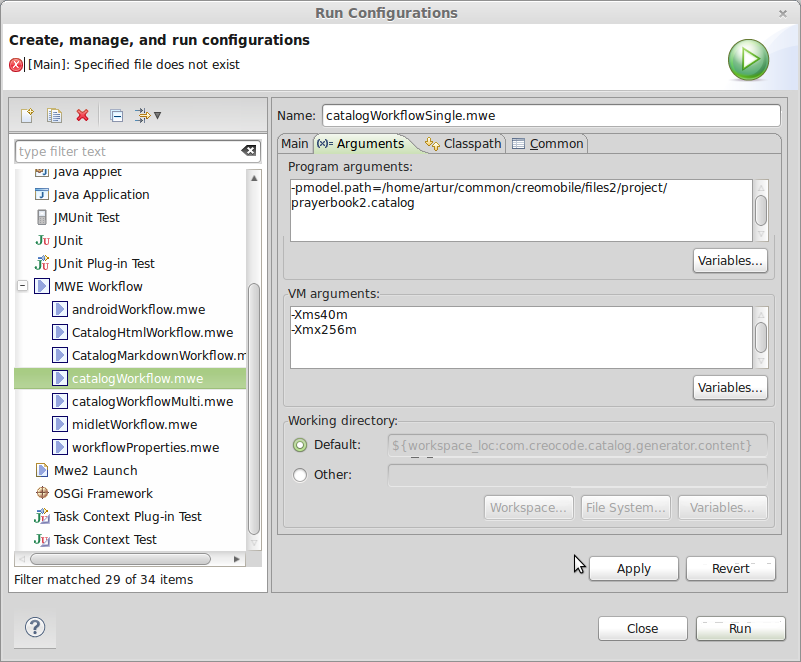 Run Configurations
Create, manage, and run configurations
[Main]: Specified file does not exist
type filter text
Java Applet
Java Application
JMUnit Test
JUnit
JUnit Plug-in Test
MWE Workflow
androidWorkflow.mwe
CatalogHtmlWorkflow.mwe
CatalogMarkdownWorkflow.m
catalogWorkflow.mwe
catalogWorkflowMulti.mwe
midletWorkflow.mwe
workflowProperties.mwe
Mwe2 Launch
OSGi Framework
Task Context Plug-in Test
Task Context Test
Filter matched 29 of 34 items
Name: catalogWorkflowSingle.mwe
Main (x)= Arguments Classpath Common
Program arguments:
-pmodel.path=/home/artur/common/creomobile/files2/project/
prayerbook2.catalog
Variables...
VM arguments:
-Xms40m
-Xmx256m
Variables...
Working directory:
Default: ${workspace_loc:com.creocode.catalog.generator.content}
Other:
Workspace... File System... Variables...
Apply Revert
? Close Run